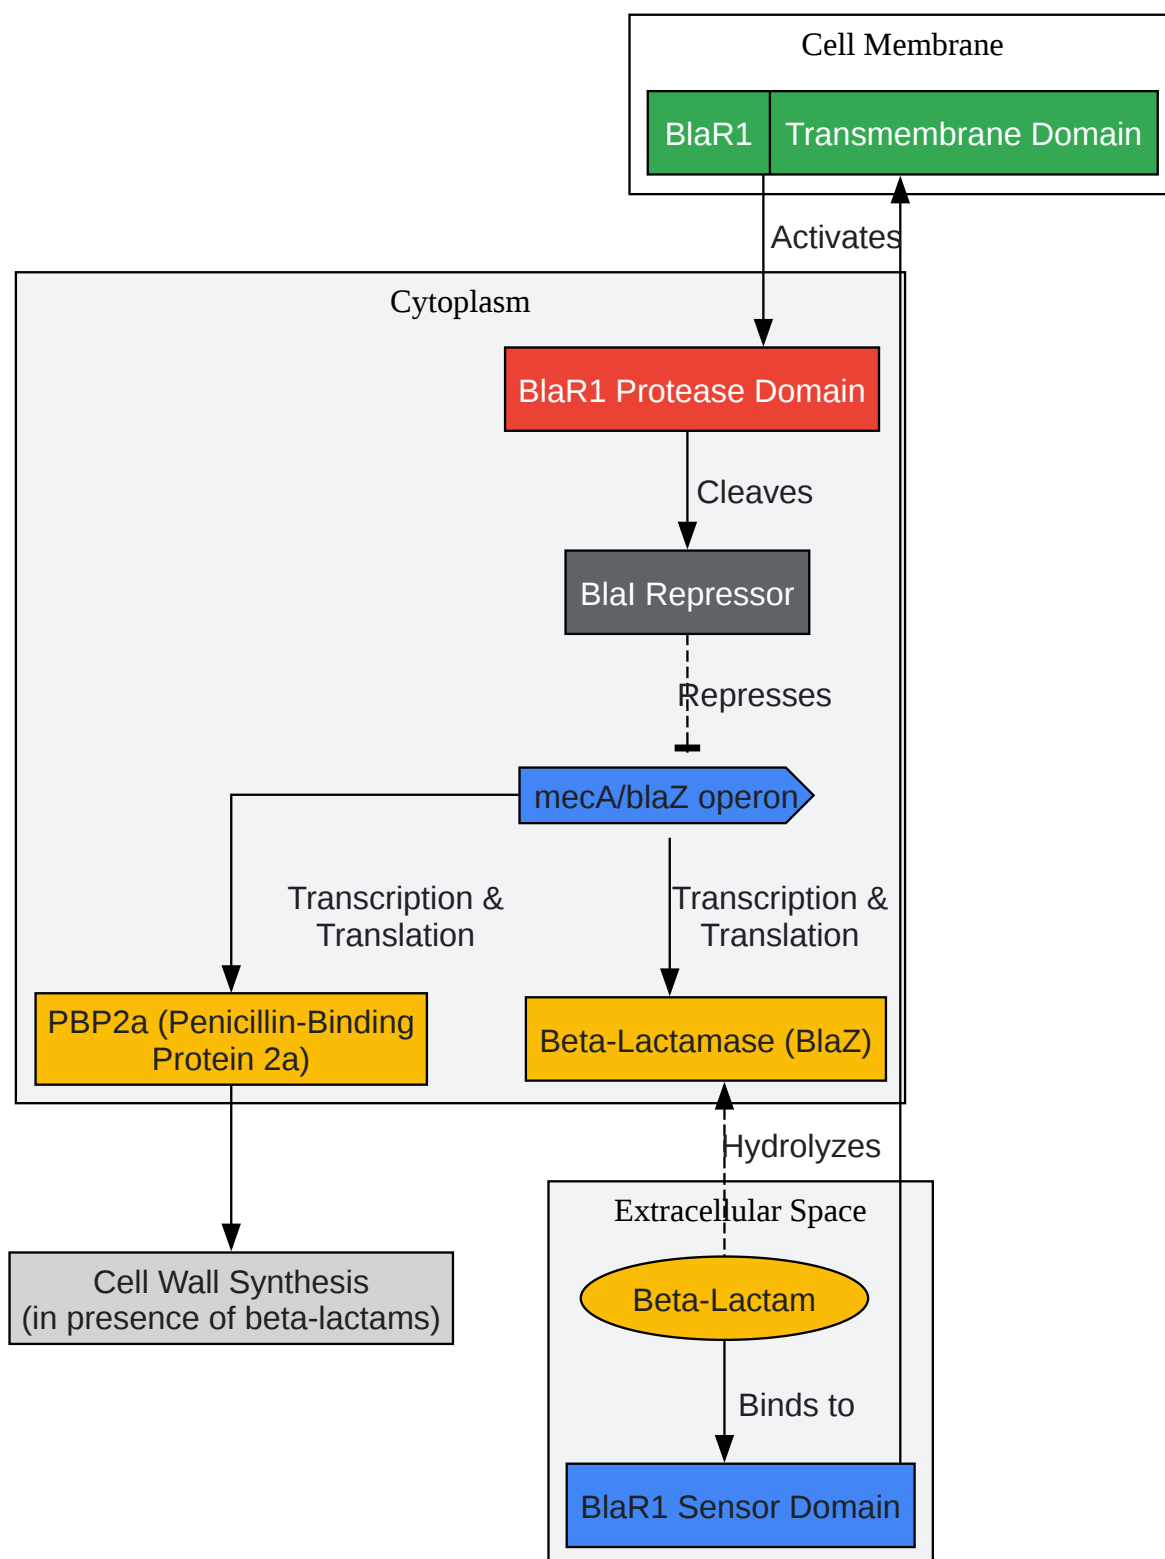 Cell Membrane
BlaR1
Transmembrane Domain
Activates
Cytoplasm
BlaR1 Protease Domain
Cleaves
BlaI Repressor
Represses
mecA/blaZ operon
Transcription &
Translation
Transcription &
Translation
PBP2a (Penicillin-Binding
Protein 2a)
Beta-Lactamase (BlaZ)
Hydrolyzes
Extracellular Space
Cell Wall Synthesis
(in presence of beta-lactams)
Beta-Lactam
Binds to
BlaR1 Sensor Domain